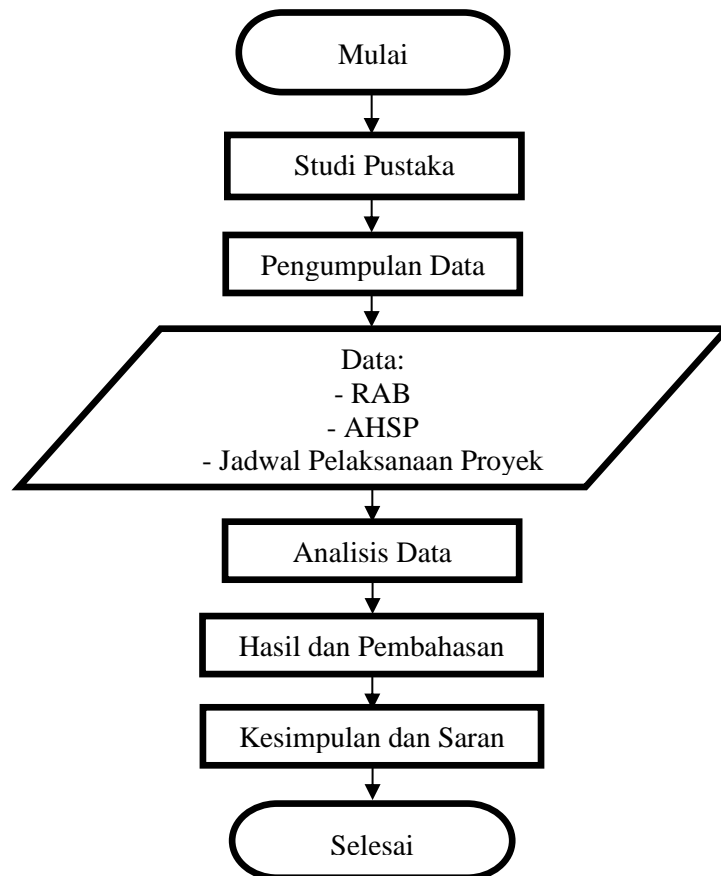 Mulai
Studi Pustaka
Pengumpulan Data
Data:
- RAB
- AHSP
- Jadwal Pelaksanaan Proyek
Analisis Data
Hasil dan Pembahasan
Kesimpulan dan Saran
Selesai